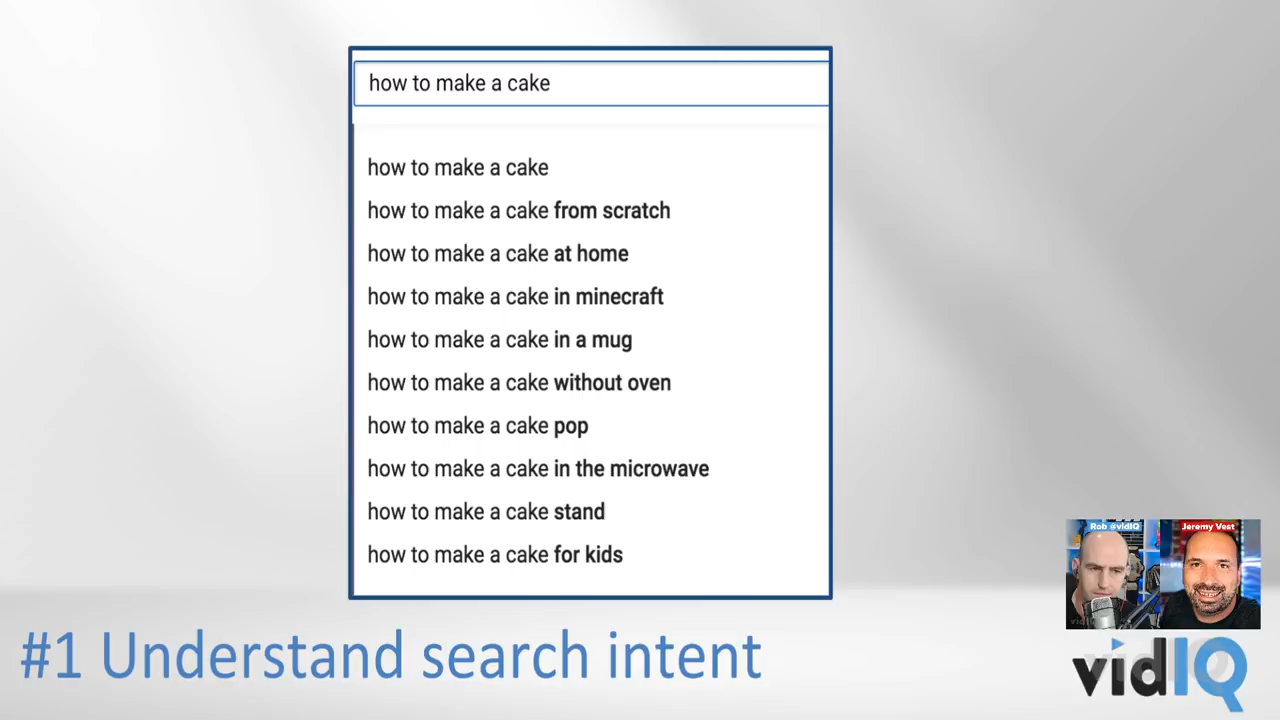 how to make a cake
how to make a cake
how to make a cake from scratch
how to make a cake at home
how to make a cake in minecraft
how to make a cake in a mug
how to make a cake without oven
how to make a cake pop
how to make a cake in the microwave
how to make a cake stand
how to make a cake for kids
Rob @vidIQ
Jeremy Vest
#1 Understand search intent
vidIQ